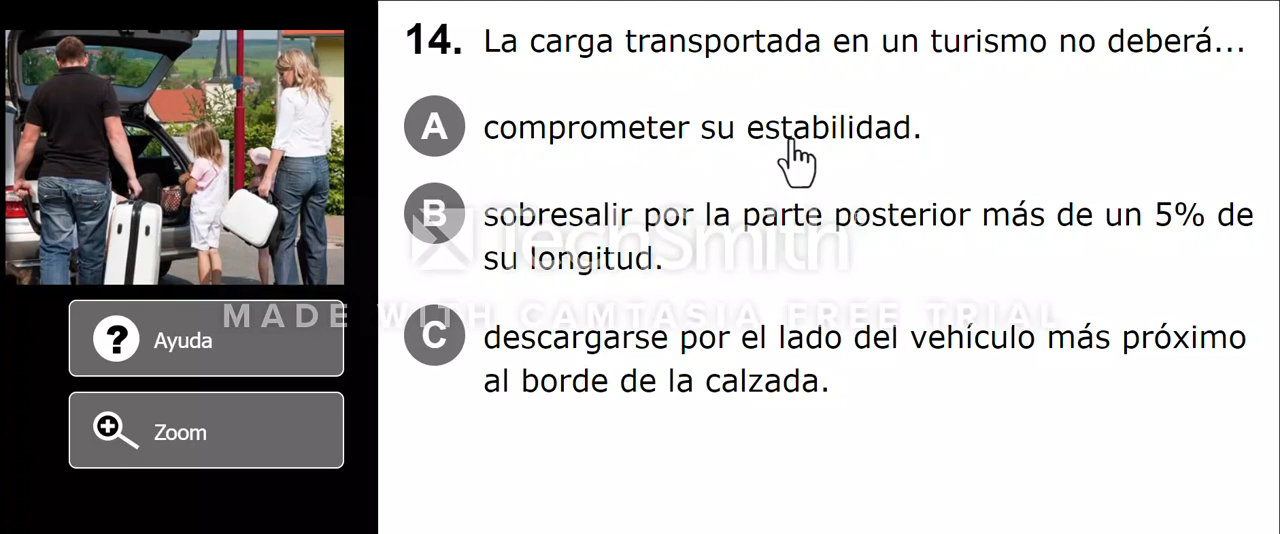 14. La carga transportada en un turismo no deberá...
A comprometer su estabilidad.
B sobresalir por la parte posterior más de un 5% de
su longitud.
TechSmith
MADE WITH CAMTASIA FREE TRIAL
C descargarse por el lado del vehículo más próximo
al borde de la calzada.
? Ayuda
Zoom